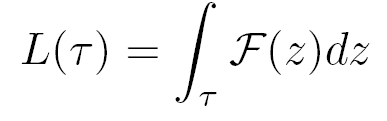 L(τ) = ∫_τ ℱ(z)dz